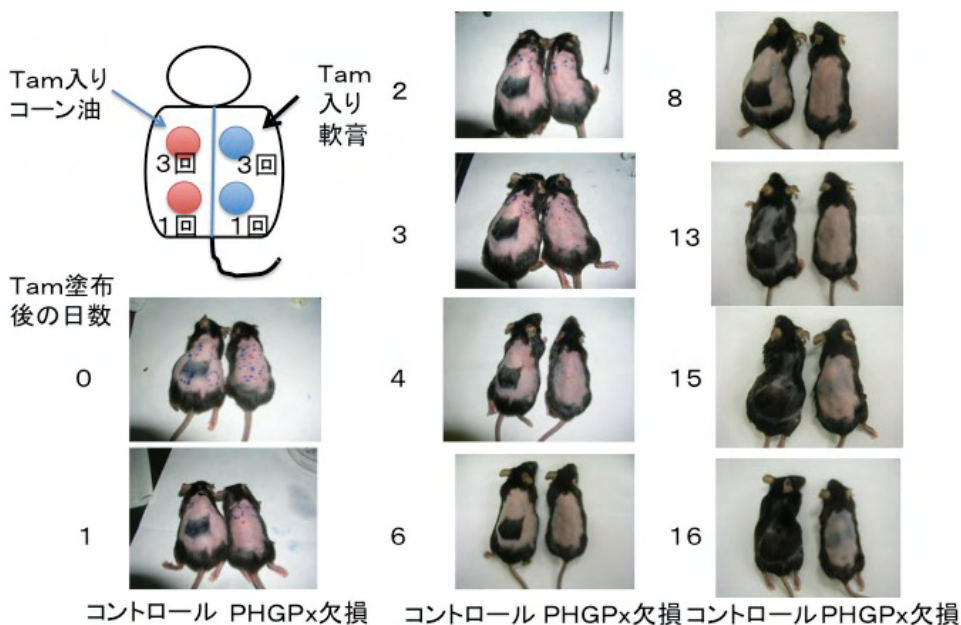 Tam入り
コーン油
Tam
入り
軟膏
3回
3回
1回
1回
Tam塗布
後の日数
0
1
2
3
4
6
8
13
15
16
コントロール PHGPx欠損
コントロール PHGPx欠損
コントロール PHGPx欠損